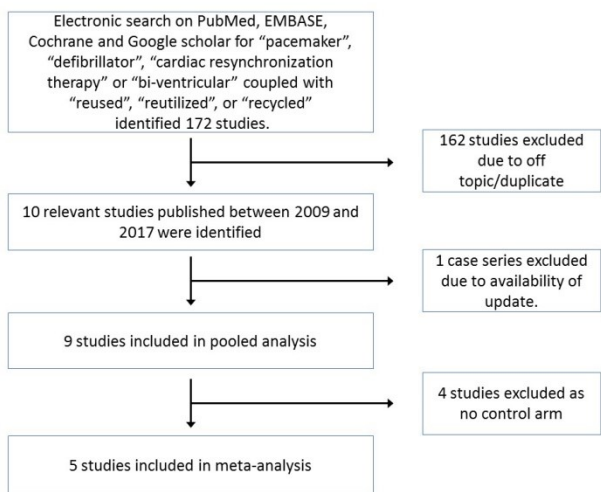 Electronic search on PubMed, EMBASE,
Cochrane and Google scholar for “pacemaker”,
“defibrillator”, “cardiac resynchronization
therapy” or “bi-ventricular” coupled with
“reused”, “reutilized”, or “recycled”
identified 172 studies.
162 studies excluded
due to off
topic/duplicate
10 relevant studies published between 2009 and
2017 were identified
1 case series excluded
due to availability of
update.
9 studies included in pooled analysis
4 studies excluded as
no control arm
5 studies included in meta-analysis